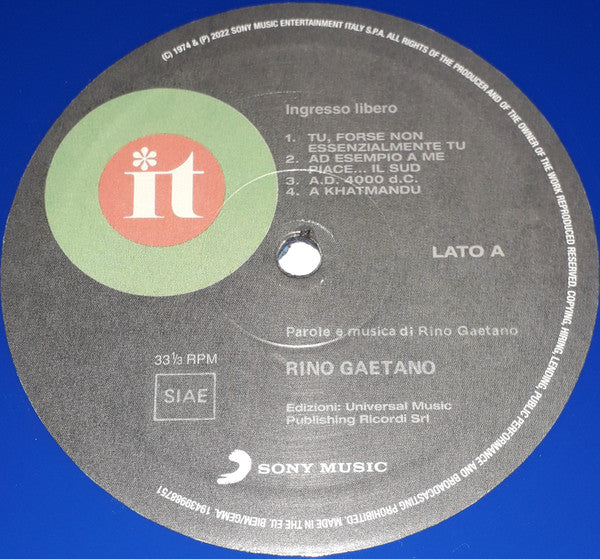 (C) 1974 & (P) 2022 SONY MUSIC ENTERTAINMENT ITALY S.P.A. ALL RIGHTS OF THE PRODUCER AND OF THE OWNER OF THE WORK REPRODUCED RESERVED. COPYING, HIRING, LENDING, PUBLIC PERFORMANCE AND BROADCASTING PROHIBITED. MADE IN THE EU. BIEM/GEMA. 19439988751
it
Ingresso libero
1. TU, FORSE NON
ESSENZIALMENTE TU
2. AD ESEMPIO A ME
PIACE... IL SUD
3. A.D. 4000 d.C.
4. A KHATMANDU
LATO A
Parole e musica di Rino Gaetano
33 1/3 RPM
RINO GAETANO
SIAE
Edizioni: Universal Music
Publishing Ricordi Srl
SONY MUSIC